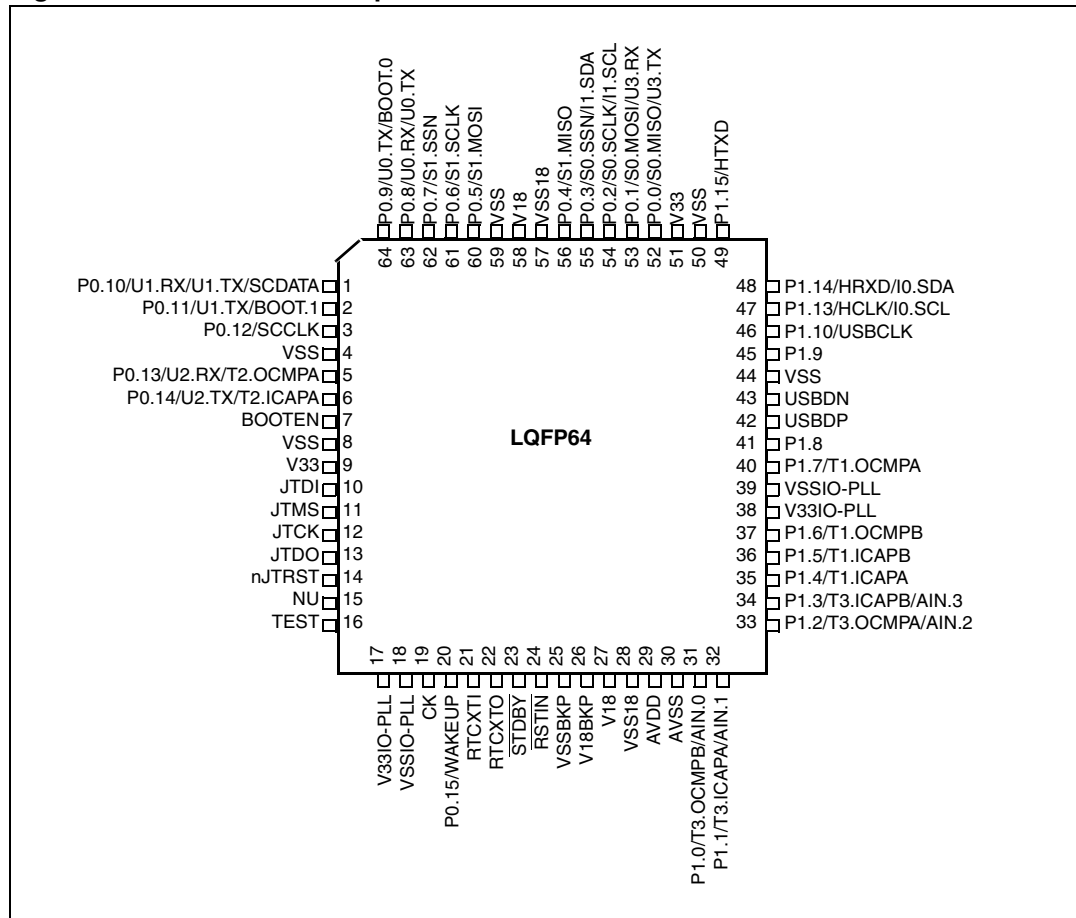 P0.9/U0.TX/BOOT.0
P0.8/U0.RX/U0.TX
P0.7/S1.SSN
P0.6/S1.SCLK
P0.5/S1.MOSI
VSS
V18
VSS18
P0.4/S1.MISO
P0.3/S0.SSN/I1.SDA
P0.2/S0.SCLK/I1.SCL
P0.1/S0.MOSI/U3.RX
P0.0/S0.MISO/U3.TX
V33
VSS
P1.15/HTXD
64 63 62 61 60 59 58 57 56 55 54 53 52 51 50 49
P0.10/U1.RX/U1.TX/SCDATA 1
P0.11/U1.TX/BOOT.1 2
P0.12/SCCLK 3
VSS 4
P0.13/U2.RX/T2.OCMPA 5
P0.14/U2.TX/T2.ICAPA 6
BOOTEN 7
VSS 8
V33 9
JTDI 10
JTMS 11
JTCK 12
JTDO 13
nJTRST 14
NU 15
TEST 16
LQFP64
48 P1.14/HRXD/I0.SDA
47 P1.13/HCLK/I0.SCL
46 P1.10/USBCLK
45 P1.9
44 VSS
43 USBDN
42 USBDP
41 P1.8
40 P1.7/T1.OCMPA
39 VSSIO-PLL
38 V33IO-PLL
37 P1.6/T1.OCMPB
36 P1.5/T1.ICAPB
35 P1.4/T1.ICAPA
34 P1.3/T3.ICAPB/AIN.3
33 P1.2/T3.OCMPA/AIN.2
17 18 19 20 21 22 23 24 25 26 27 28 29 30 31 32
V33IO-PLL
VSSIO-PLL
CK
P0.15/WAKEUP
RTCXTI
RTCXTO
STDBY
RSTIN
VSSBKP
V18BKP
V18
VSS18
AVDD
AVSS
P1.0/T3.OCMPB/AIN.0
P1.1/T3.ICAPA/AIN.1